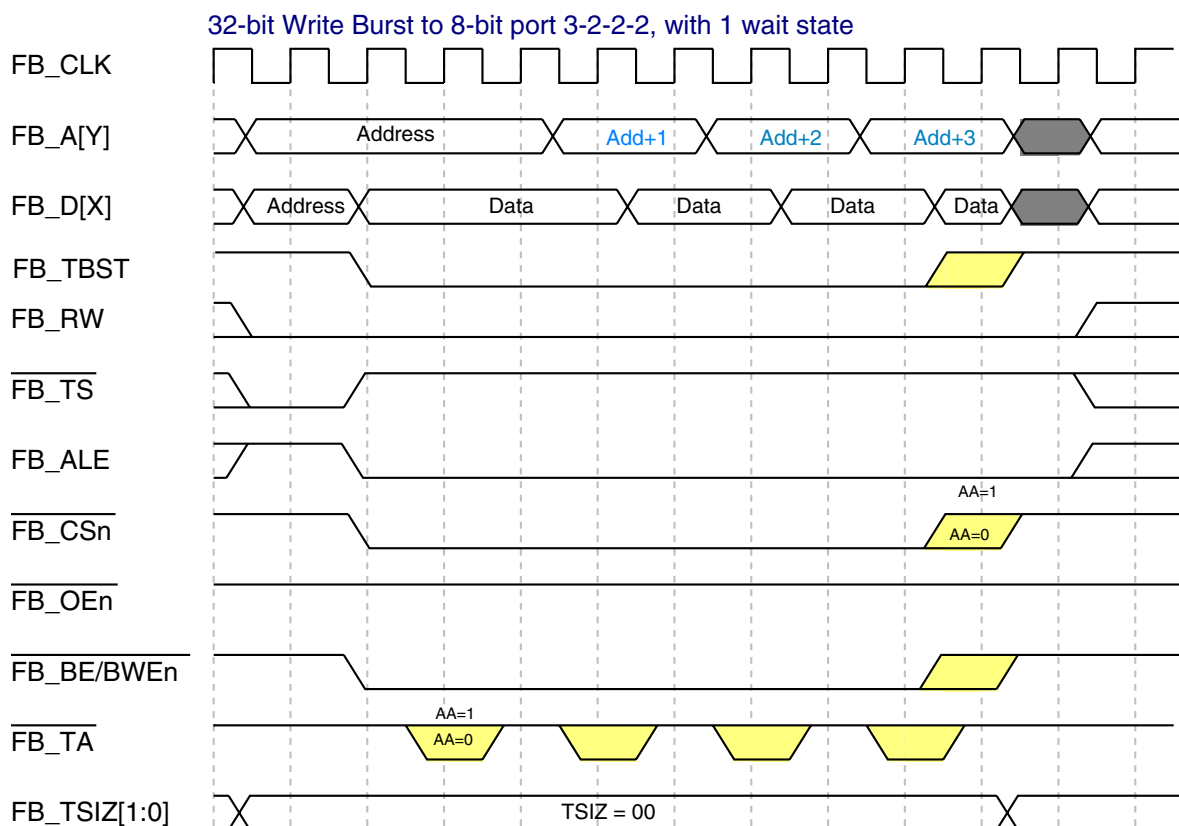 32-bit Write Burst to 8-bit port 3-2-2-2, with 1 wait state
FB_CLK
FB_A[Y] Address Add+1 Add+2 Add+3
FB_D[X] Address Data Data Data Data
FB_TBST
FB_RW
FB_TS
FB_ALE
AA=1
FB_CSn AA=0
FB_OEn
FB_BE/BWEn
AA=1
FB_TA AA=0
FB_TSIZ[1:0] TSIZ = 00